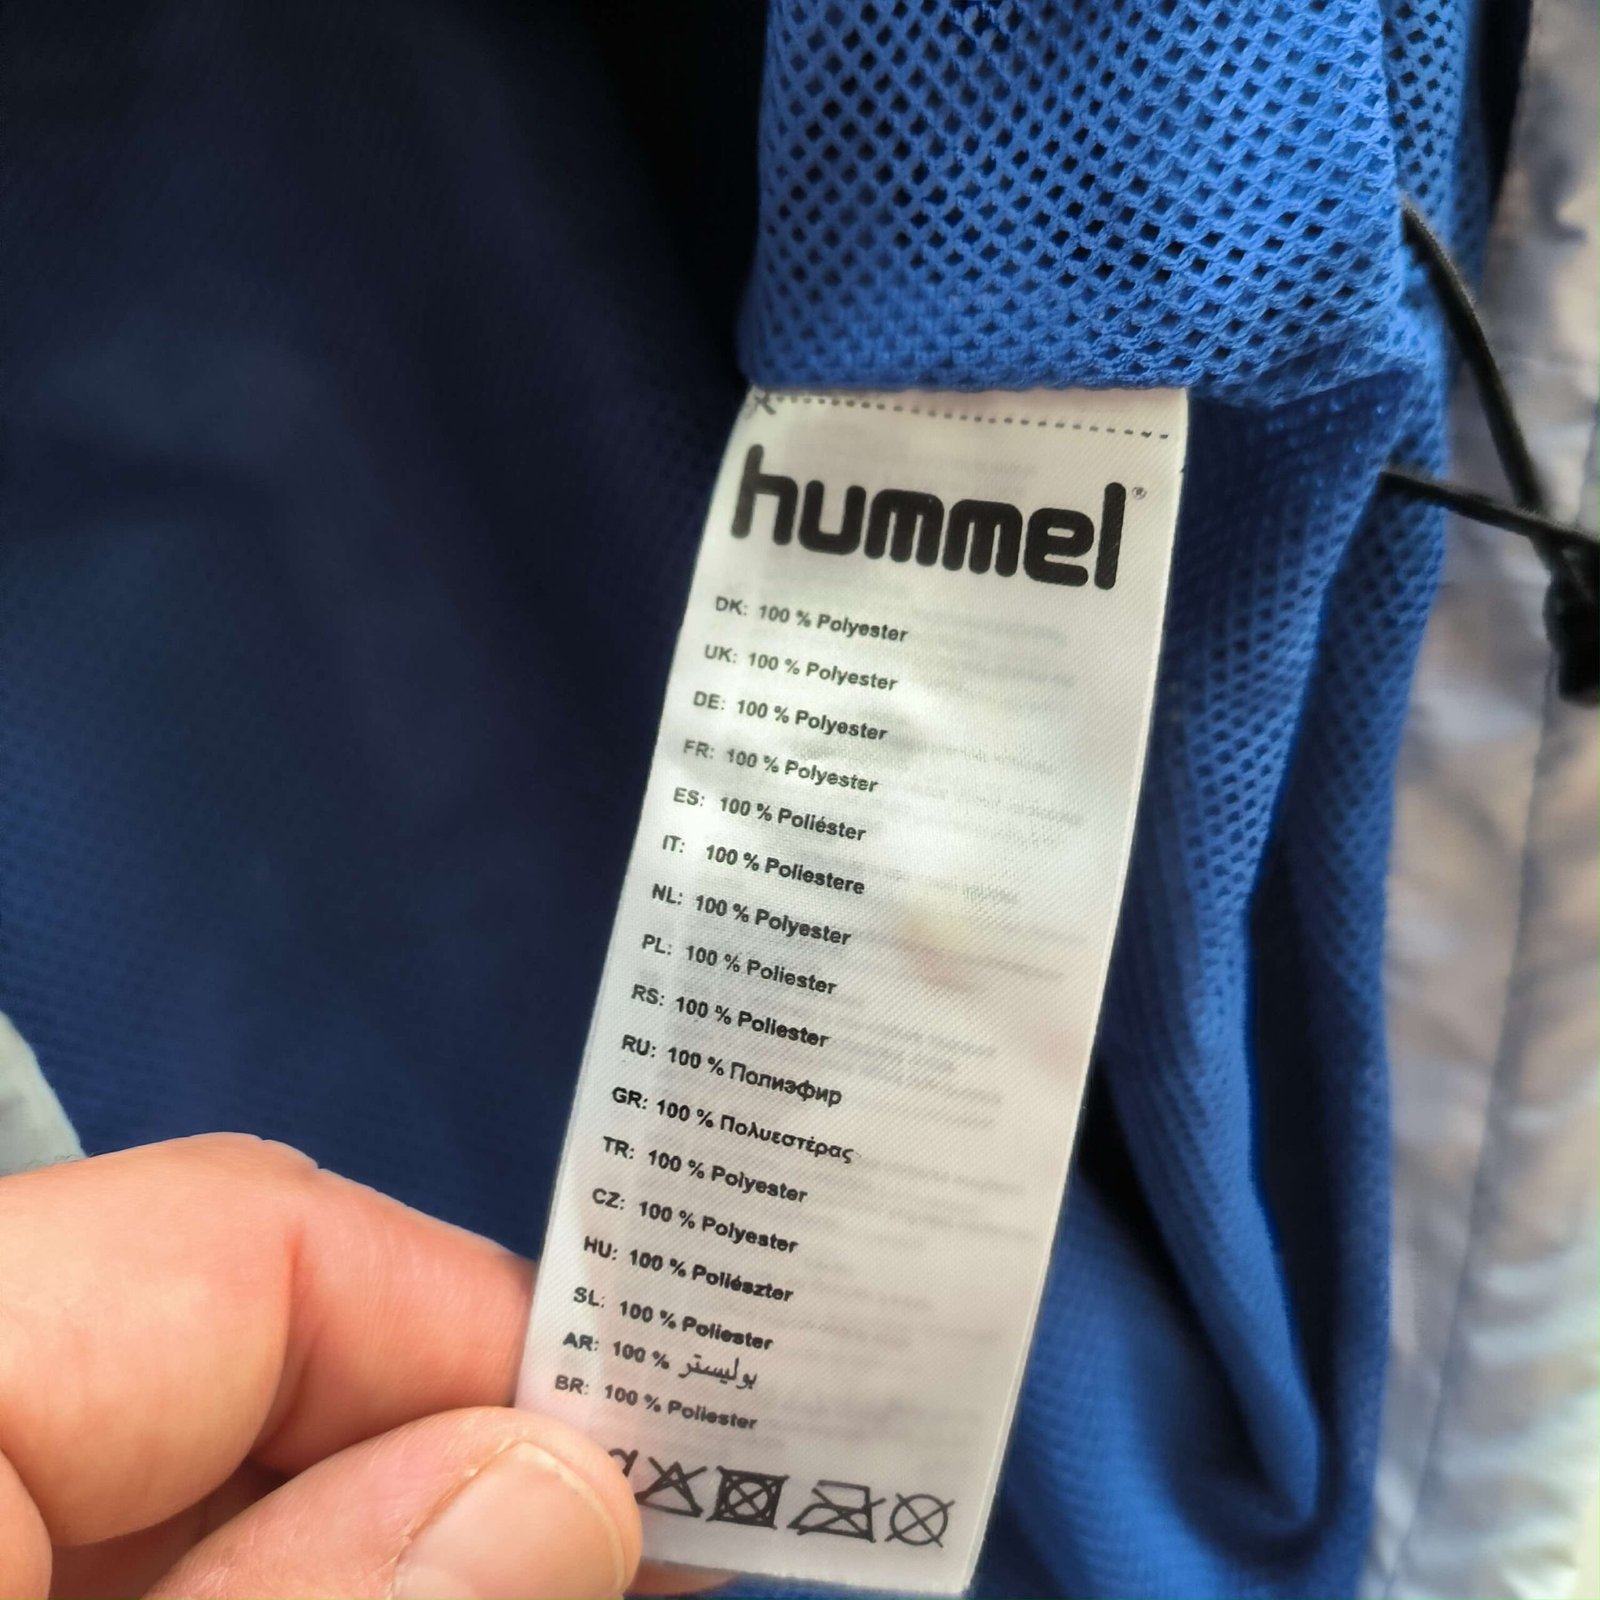 hummel®
DK: 100 % Polyester
UK: 100 % Polyester
DE: 100 % Polyester
FR: 100 % Polyester
ES: 100 % Poliéster
IT: 100 % Poliestere
NL: 100 % Polyester
PL: 100 % Poliester
RS: 100 % Poliester
RU: 100 % Полиэфир
GR: 100 % Πολυεστέρας
TR: 100 % Polyester
CZ: 100 % Polyester
HU: 100 % Poliészter
SL: 100 % Poliester
AR: 100 % بوليستر
BR: 100 % Poliester